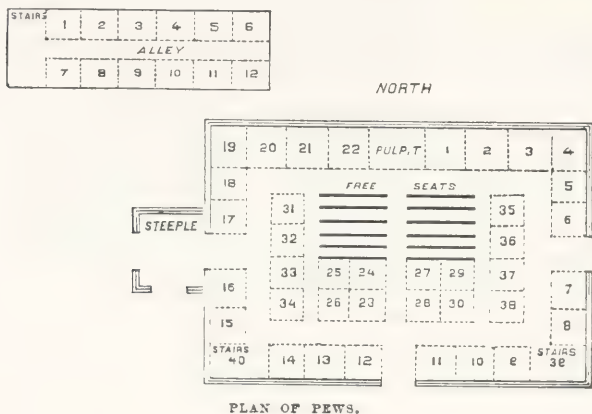 STAIRS 1 2 3 4 5 6
ALLEY
7 8 9 10 11 12
NORTH
19 20 21 22 PULP,T 1 2 3 4
18 FREE SEATS 5
17 31 35 6
STEEPLE 32 36
33 25 24 27 29 37
16 34 26 23 28 30 38 7
15 8
STAIRS 40 14 13 12 11 10 e STAIRS 3e
PLAN OF PEWS.